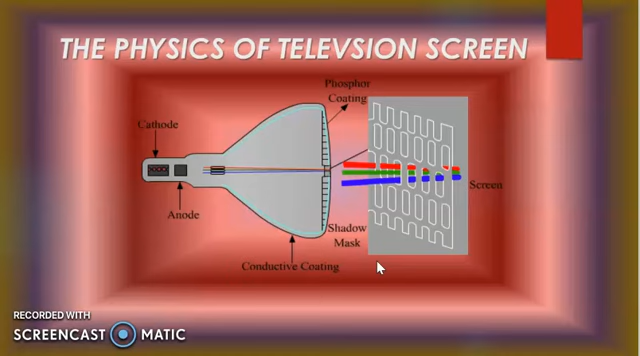 THE PHYSICS OF TELEVSION SCREEN
Phosphor
Coating
Cathode
Anode
Screen
Shadow
Mask
Conductive Coating
RECORDED WITH
SCREENCAST MATIC